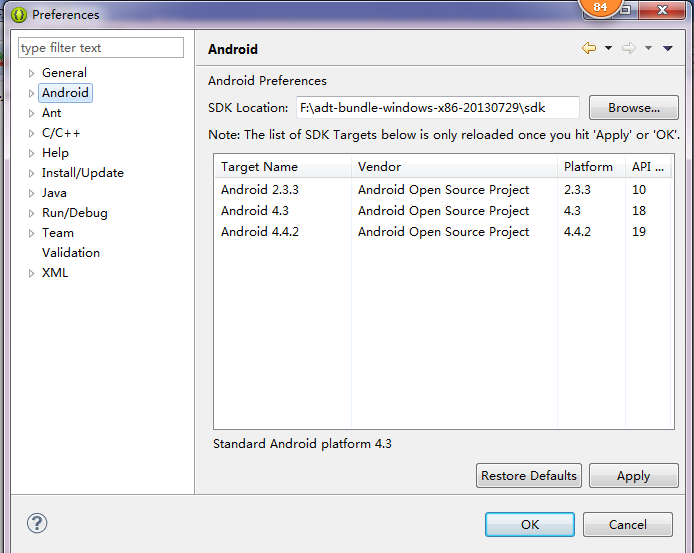 Preferences
84
type filter text
General
Android
Ant
C/C++
Help
Install/Update
Java
Run/Debug
Team
Validation
XML
Android
Android Preferences
SDK Location: F:\adt-bundle-windows-x86-20130729\sdk Browse...
Note: The list of SDK Targets below is only reloaded once you hit 'Apply' or 'OK'.
Target Name Vendor Platform API ...
Android 2.3.3 Android Open Source Project 2.3.3 10
Android 4.3 Android Open Source Project 4.3 18
Android 4.4.2 Android Open Source Project 4.4.2 19
Standard Android platform 4.3
Restore Defaults Apply
? OK Cancel